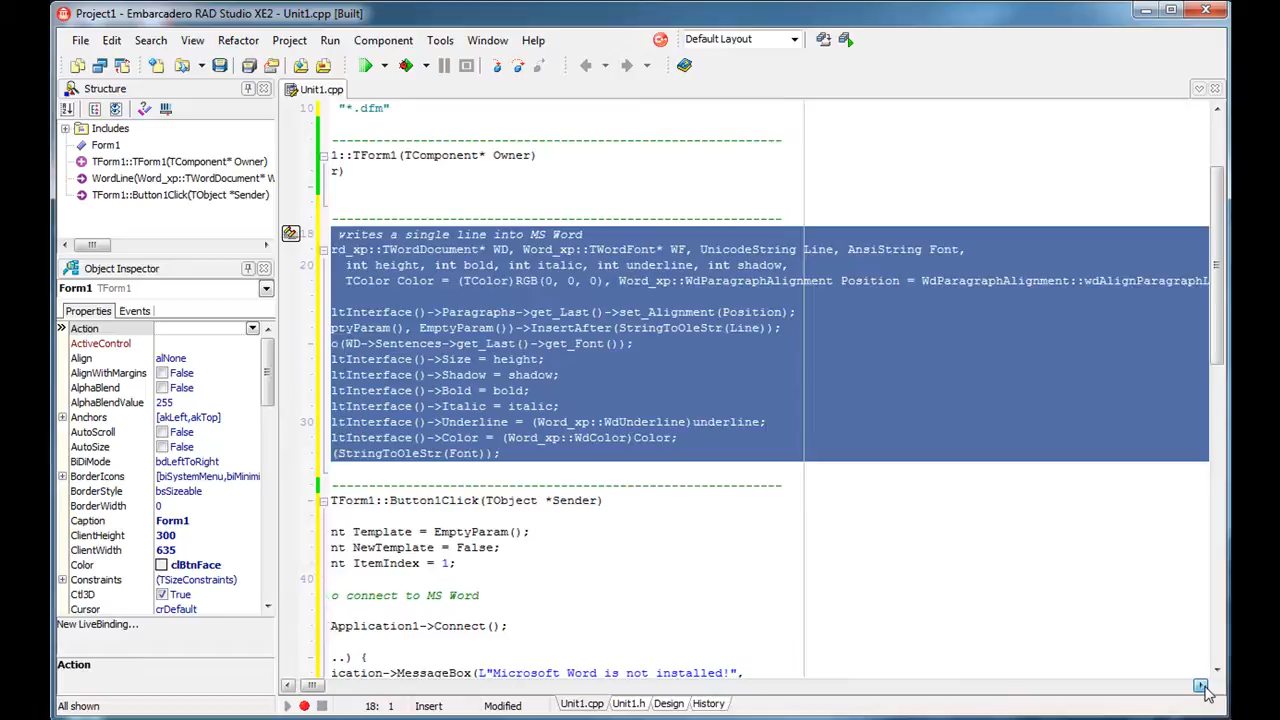 Project1 - Embarcadero RAD Studio XE2 - Unit1.cpp [Built]
File Edit Search View Refactor Project Run Component Tools Window Help
Default Layout
Structure
Unit1.cpp
Includes
Form1
TForm1::TForm1(TComponent* Owner)
WordLine(Word_xp::TWordDocument* W
TForm1::Button1Click(TObject *Sender)
Object Inspector
Form1 TForm1
Properties Events
Action
ActiveControl
Align alNone
AlignWithMargins False
AlphaBlend False
AlphaBlendValue 255
Anchors [akLeft,akTop]
AutoScroll False
AutoSize False
BiDiMode bdLeftToRight
BorderIcons [biSystemMenu,biMinimi
BorderStyle bsSizeable
BorderWidth 0
Caption Form1
ClientHeight 300
ClientWidth 635
Color clBtnFace
Constraints (TSizeConstraints)
Ctl3D True
Cursor crDefault
New LiveBinding...
Action
All shown
10 "*.dfm"
--------------------------------------------------------------
1::TForm1(TComponent* Owner)
r)
--------------------------------------------------------------
18 writes a single line into MS Word
rd_xp::TWordDocument* WD, Word_xp::TWordFont* WF, UnicodeString Line, AnsiString Font,
20 int height, int bold, int italic, int underline, int shadow,
TColor Color = (TColor)RGB(0, 0, 0), Word_xp::WdParagraphAlignment Position = WdParagraphAlignment::wdAlignParagraphL
ltInterface()->Paragraphs->get_Last()->set_Alignment(Position);
ptyParam(), EmptyParam())->InsertAfter(StringToOleStr(Line));
o(WD->Sentences->get_Last()->get_Font());
ltInterface()->Size = height;
ltInterface()->Shadow = shadow;
ltInterface()->Bold = bold;
ltInterface()->Italic = italic;
30 ltInterface()->Underline = (Word_xp::WdUnderline)underline;
ltInterface()->Color = (Word_xp::WdColor)Color;
(StringToOleStr(Font));
--------------------------------------------------------------
TForm1::Button1Click(TObject *Sender)
nt Template = EmptyParam();
nt NewTemplate = False;
nt ItemIndex = 1;
40
o connect to MS Word
Application1->Connect();
..) {
ication->MessageBox(L"Microsoft Word is not installed!",
18: 1 Insert Modified Unit1.cpp Unit1.h Design History